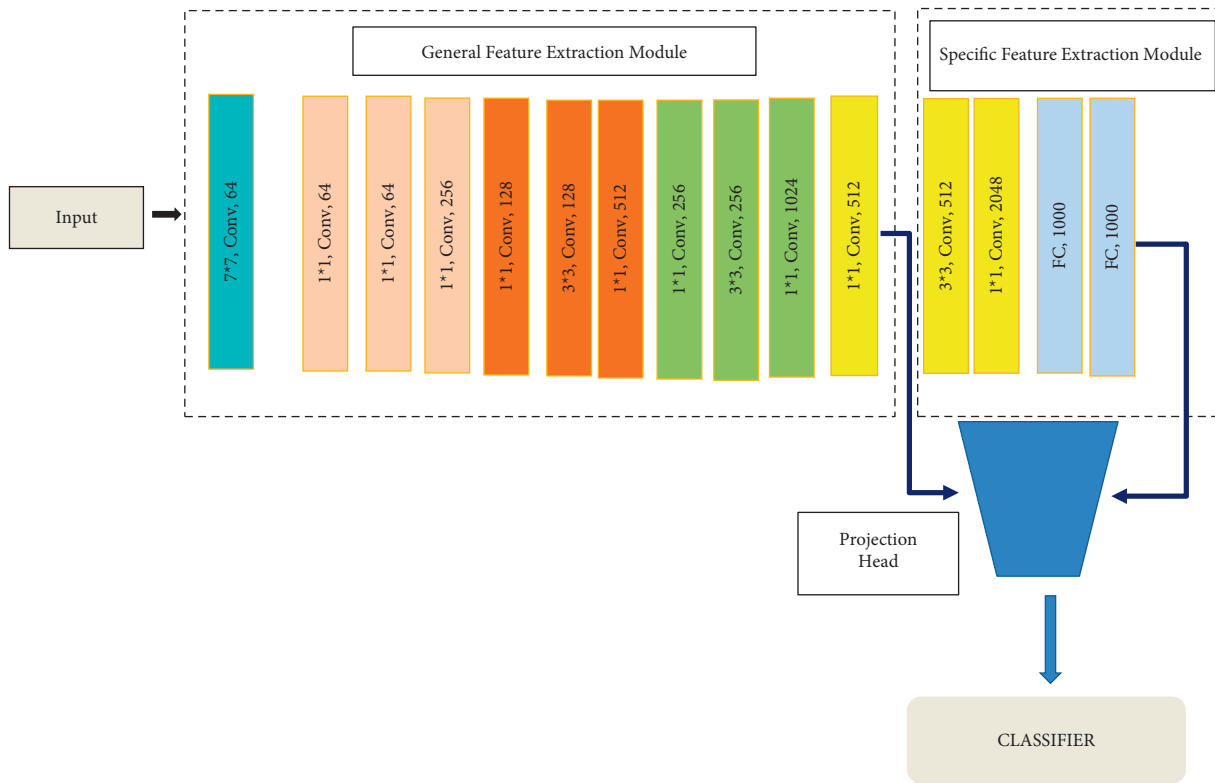 General Feature Extraction Module
Specific Feature Extraction Module
Input
7*7, Conv, 64
1*1, Conv, 64
1*1, Conv, 64
1*1, Conv, 256
1*1, Conv, 128
3*3, Conv, 128
1*1, Conv, 512
1*1, Conv, 256
3*3, Conv, 256
1*1, Conv, 1024
1*1, Conv, 512
3*3, Conv, 512
1*1, Conv, 2048
FC, 1000
FC, 1000
Projection
Head
CLASSIFIER